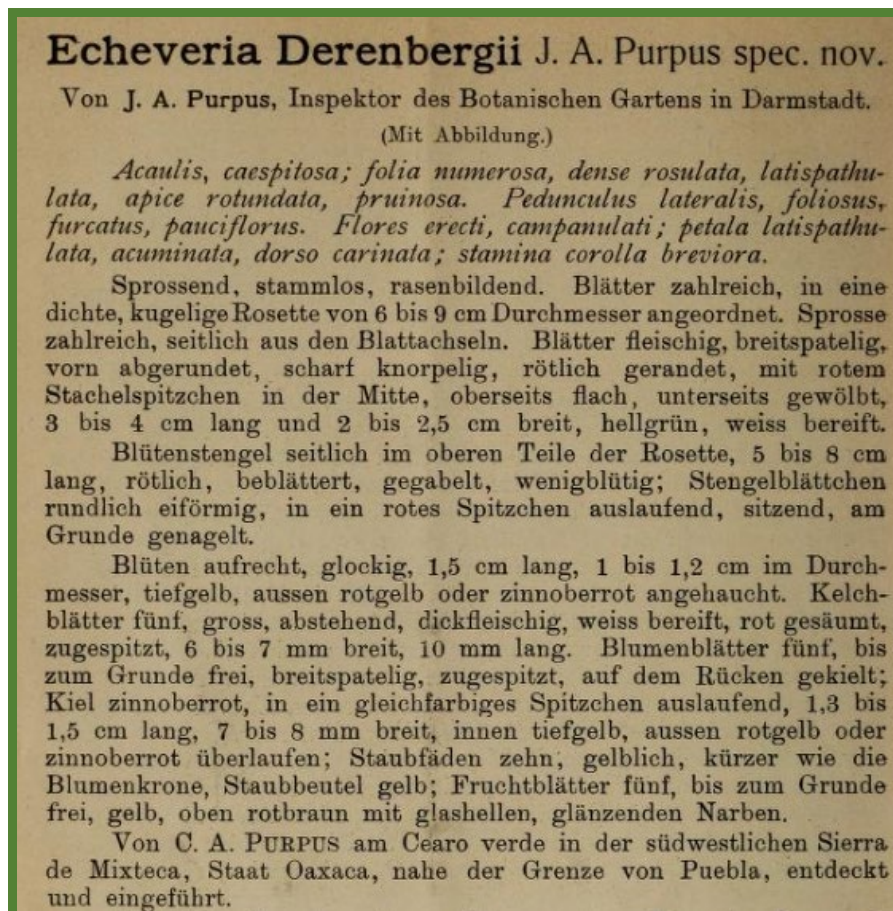 Echeveria Derenbergii J. A. Purpus spec. nov.
Von J. A. Purpus, Inspektor des Botanischen Gartens in Darmstadt.
(Mit Abbildung.)
Acaulis, caespitosa; folia numerosa, dense rosulata, latispathu-
lata, apice rotundata, pruinosa. Pedunculus lateralis, foliosus,
furcatus, pauciflorus. Flores erecti, campanulati; petala latispathu-
lata, acuminata, dorso carinata; stamina corolla breviora.
Sprossend, stammlos, rasenbildend. Blätter zahlreich, in eine
dichte, kugelige Rosette von 6 bis 9 cm Durchmesser angeordnet. Sprosse
zahlreich, seitlich aus den Blattachseln. Blätter fleischig, breitspatelig,
vorn abgerundet, scharf knorpelig, rötlich gerandet, mit rotem
Stachelspitzchen in der Mitte, oberseits flach, unterseits gewölbt,
3 bis 4 cm lang und 2 bis 2,5 cm breit, hellgrün, weiss bereift.
Blütenstengel seitlich im oberen Teile der Rosette, 5 bis 8 cm
lang, rötlich, beblättert, gegabelt, wenigblütig; Stengelblättchen
rundlich eiförmig, in ein rotes Spitzchen auslaufend, sitzend, am
Grunde genagelt.
Blüten aufrecht, glockig, 1,5 cm lang, 1 bis 1,2 cm im Durch-
messer, tiefgelb, aussen rotgelb oder zinnoberrot angehaucht. Kelch-
blätter fünf, gross, abstehend, dickfleischig, weiss bereift, rot gesäumt,
zugespitzt, 6 bis 7 mm breit, 10 mm lang. Blumenblätter fünf, bis
zum Grunde frei, breitspatelig, zugespitzt, auf dem Rücken gekielt;
Kiel zinnoberrot, in ein gleichfarbiges Spitzchen auslaufend, 1,3 bis
1,5 cm lang, 7 bis 8 mm breit, innen tiefgelb, aussen rotgelb oder
zinnoberrot überlaufen; Staubfäden zehn, gelblich, kürzer wie die
Blumenkrone, Staubbeutel gelb; Fruchtblätter fünf, bis zum Grunde
frei, gelb, oben rotbraun mit glashellen, glänzenden Narben.
Von C. A. PURPUS am Cearo verde in der südwestlichen Sierra
de Mixteca, Staat Oaxaca, nahe der Grenze von Puebla, entdeckt
und eingeführt.